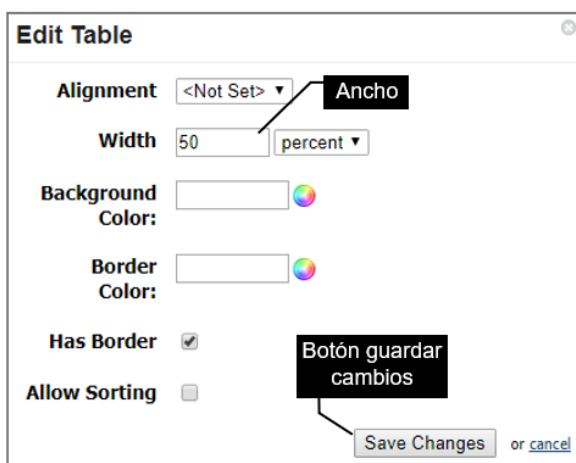 Edit Table
Alignment <Not Set> Ancho
Width 50 percent
Background
Color:
Border
Color:
Has Border
Botón guardar
cambios
Allow Sorting
Save Changes or cancel